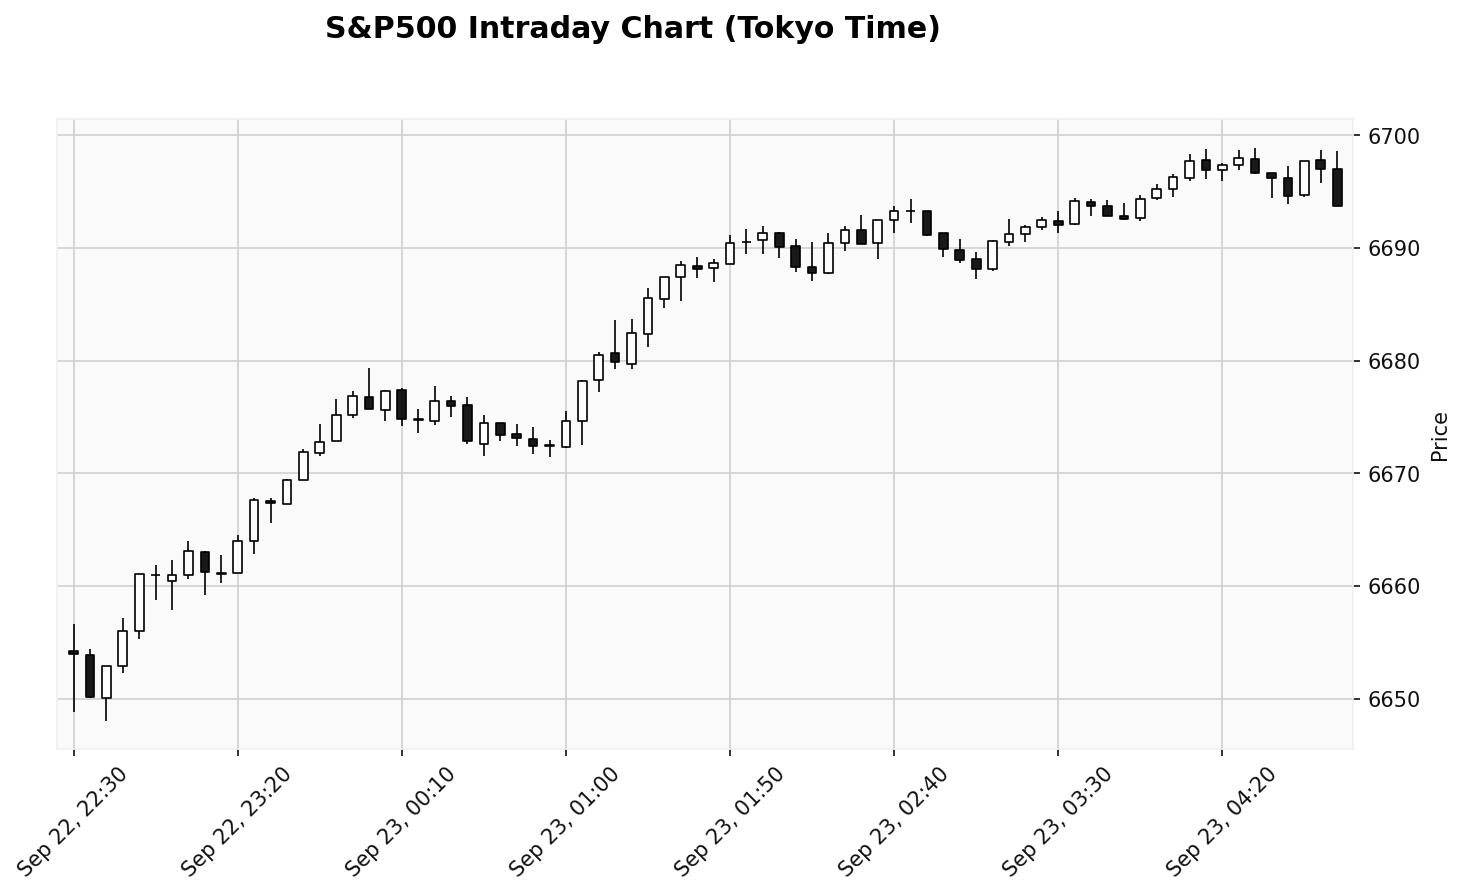 S&P500 Intraday Chart (Tokyo Time)
6700
6690
6680
6670
6660
6650
Price
Sep 22, 22:30
Sep 22, 23:20
Sep 23, 00:10
Sep 23, 01:00
Sep 23, 01:50
Sep 23, 02:40
Sep 23, 03:30
Sep 23, 04:20